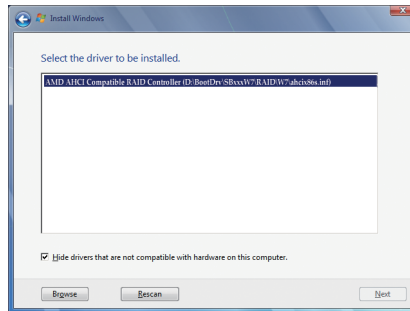 Install Windows
Select the driver to be installed.
AMD AHCI Compatible RAID Controller (D:\BootDrv\SBxxxW7\RAID\W7\ahcix86s.inf)
Hide drivers that are not compatible with hardware on this computer.
Browse Rescan Next